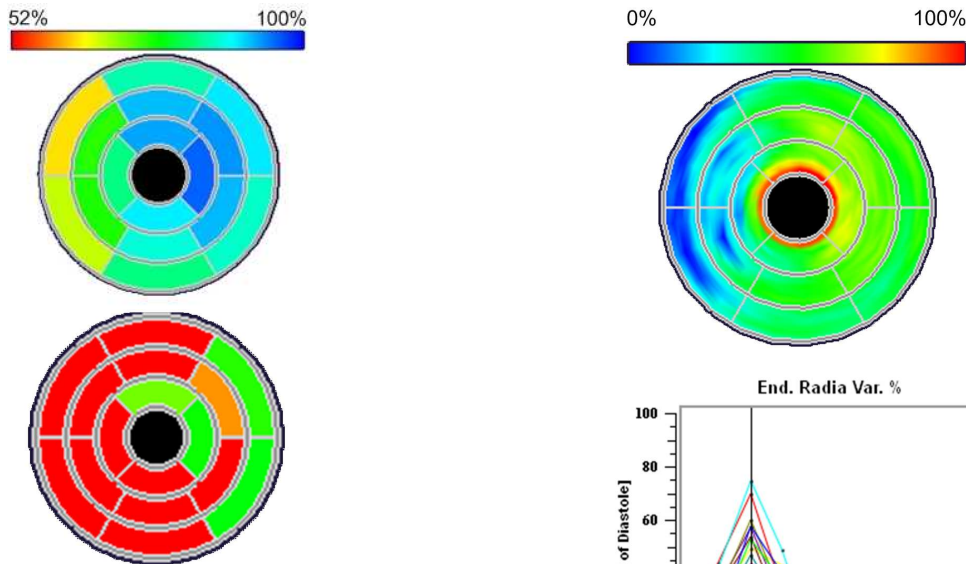 52% 100%
0% 100%
End. Radia Var. %
100
80
60
of Diastole]